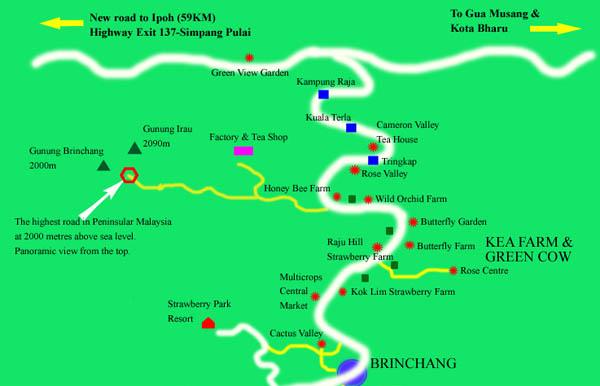 New road to Ipoh (59KM)
Highway Exit 137-Simpang Pulai
To Gua Musang &
Kota Bharu
Green View Garden
Kampung Raja
Kuala Terla
Cameron Valley
Tea House
Gunung Irau
2090m
Factory & Tea Shop
Gunung Brinchang
2000m
Tringkap
Rose Valley
Honey Bee Farm
Wild Orchid Farm
The highest road in Peninsular Malaysia
at 2000 metres above sea level.
Panoramic view from the top.
Butterfly Garden
Raju Hill
Strawberry Farm
Butterfly Farm
KEA FARM &
GREEN COW
Rose Centre
Multicrops
Central
Market
Kok Lim Strawberry Farm
Strawberry Park
Resort
Cactus Valley
BRINCHANG